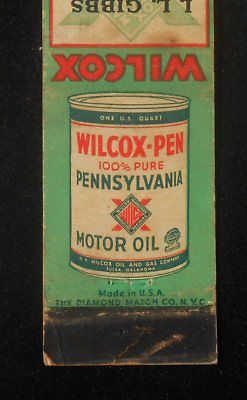 I. L. GIBBS
WILCOX
ONE U.S. QUART
WILCOX-PEN
100% PURE
PENNSYLVANIA
MOTOR OIL
H. F. WILCOX OIL AND GAS COMPANY
TULSA, OKLAHOMA
Made in U.S.A.
THE DIAMOND MATCH CO. N.Y.C.